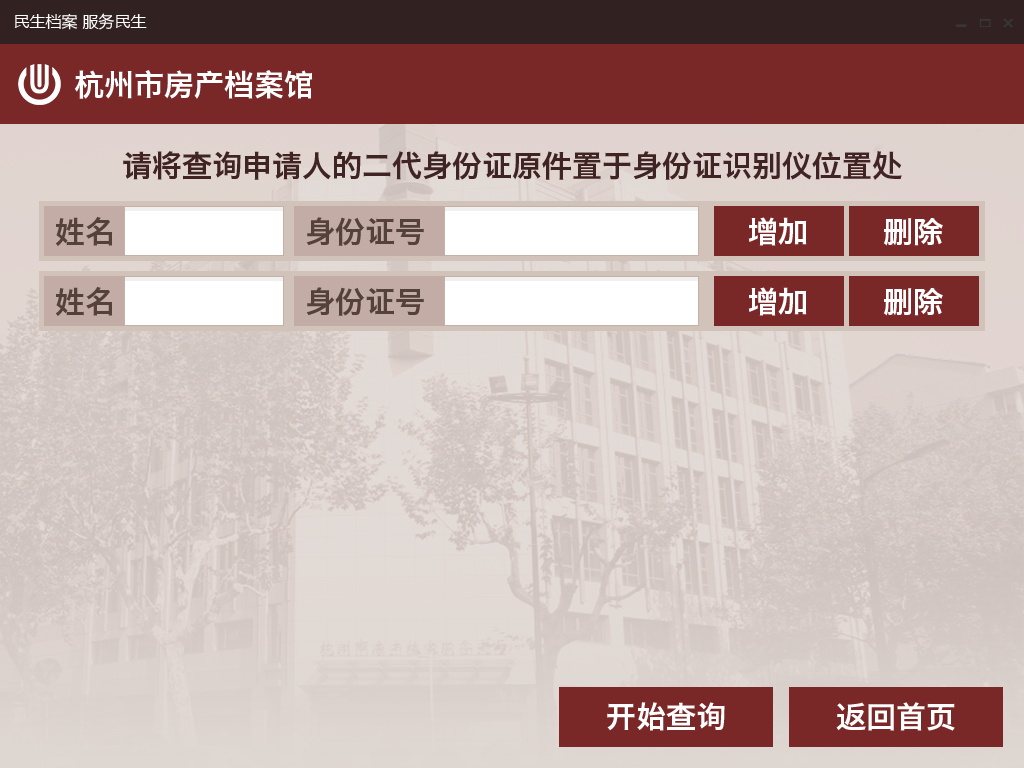 民生档案 服务民生
杭州市房产档案馆
请将查询申请人的二代身份证原件置于身份证识别仪位置处
姓名 身份证号 增加 删除
姓名 身份证号 增加 删除
开始查询 返回首页